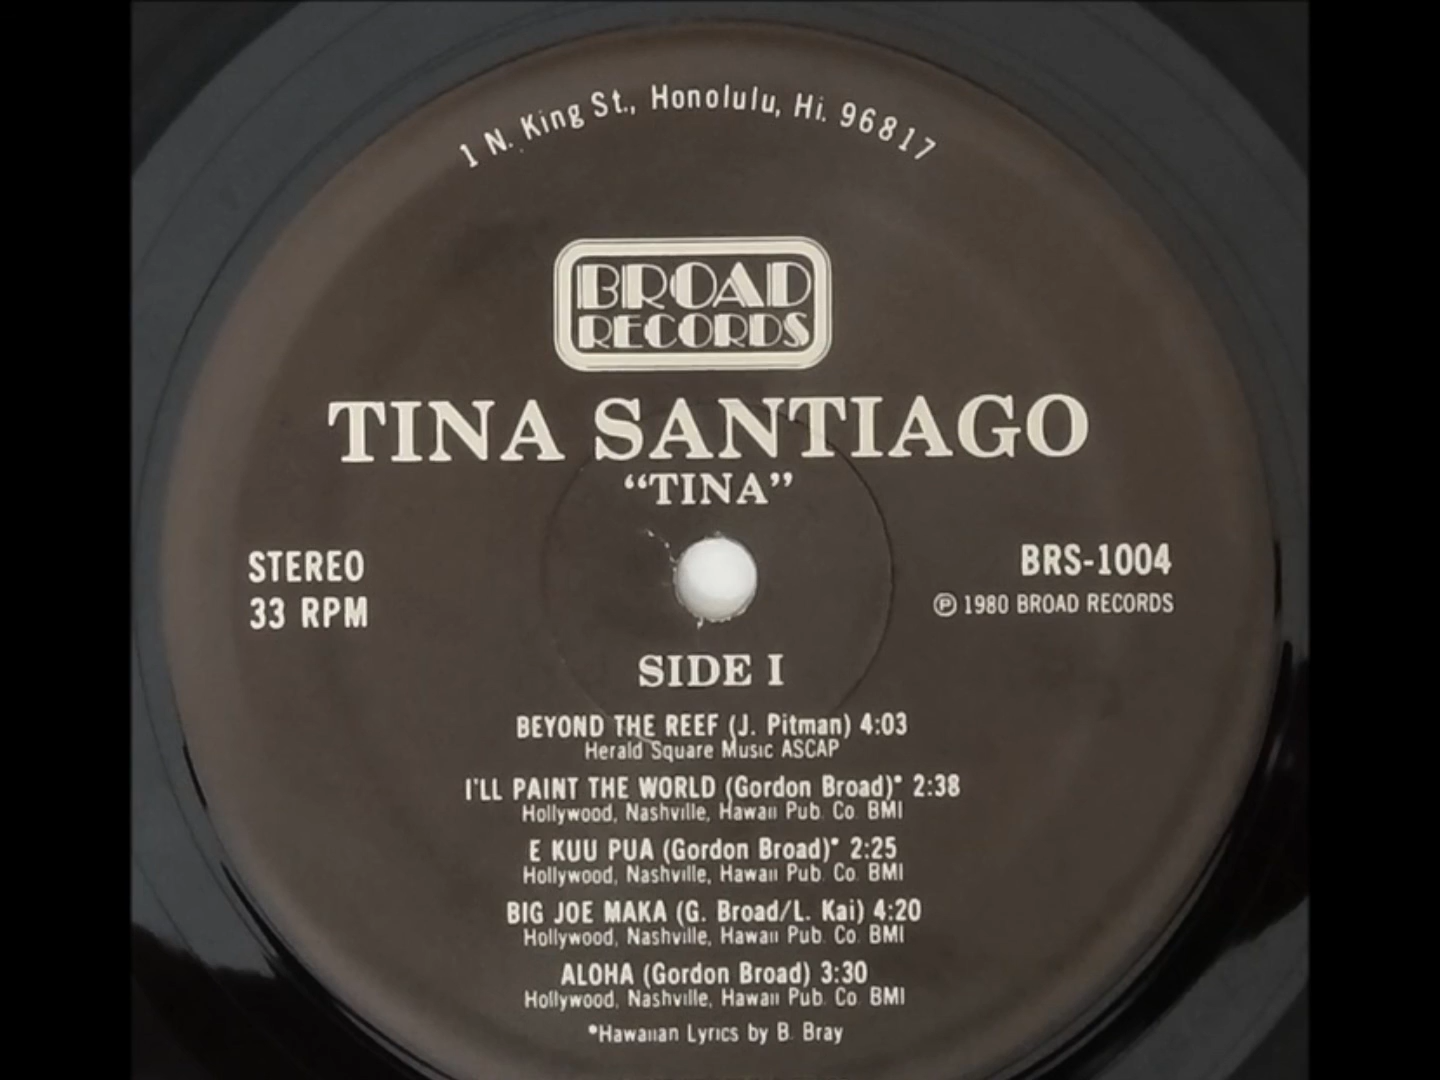 1 N. King St., Honolulu, Hi. 96817
BROAD
RECORDS
TINA SANTIAGO
“TINA”
STEREO
33 RPM
BRS-1004
℗ 1980 BROAD RECORDS
SIDE I
BEYOND THE REEF (J. Pitman) 4:03
Herald Square Music ASCAP
I'LL PAINT THE WORLD (Gordon Broad)* 2:38
Hollywood, Nashville, Hawaii Pub. Co. BMI
E KUU PUA (Gordon Broad)* 2:25
Hollywood, Nashville, Hawaii Pub. Co. BMI
BIG JOE MAKA (G. Broad/L. Kai) 4:20
Hollywood, Nashville, Hawaii Pub. Co. BMI
ALOHA (Gordon Broad) 3:30
Hollywood, Nashville, Hawaii Pub. Co. BMI
*Hawaiian Lyrics by B. Bray